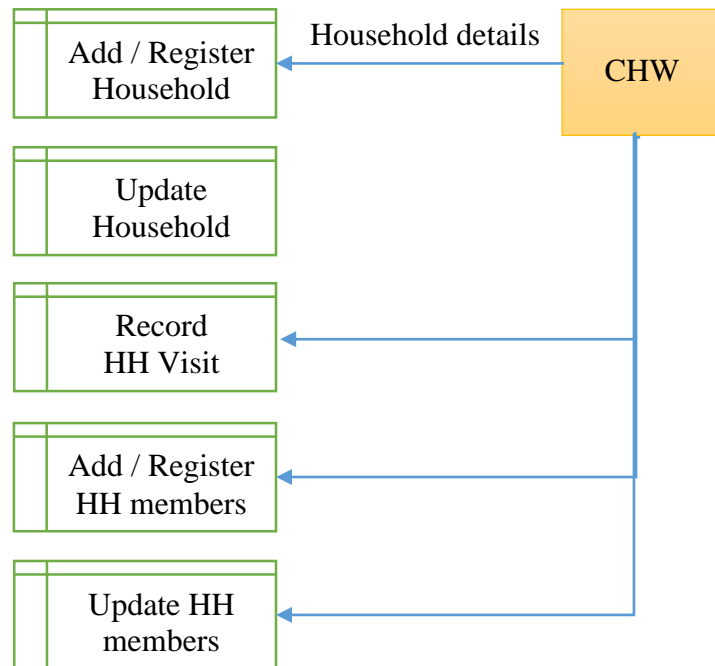 Add / Register
Household
Household details
CHW
Update
Household
Record
HH Visit
Add / Register
HH members
Update HH
members